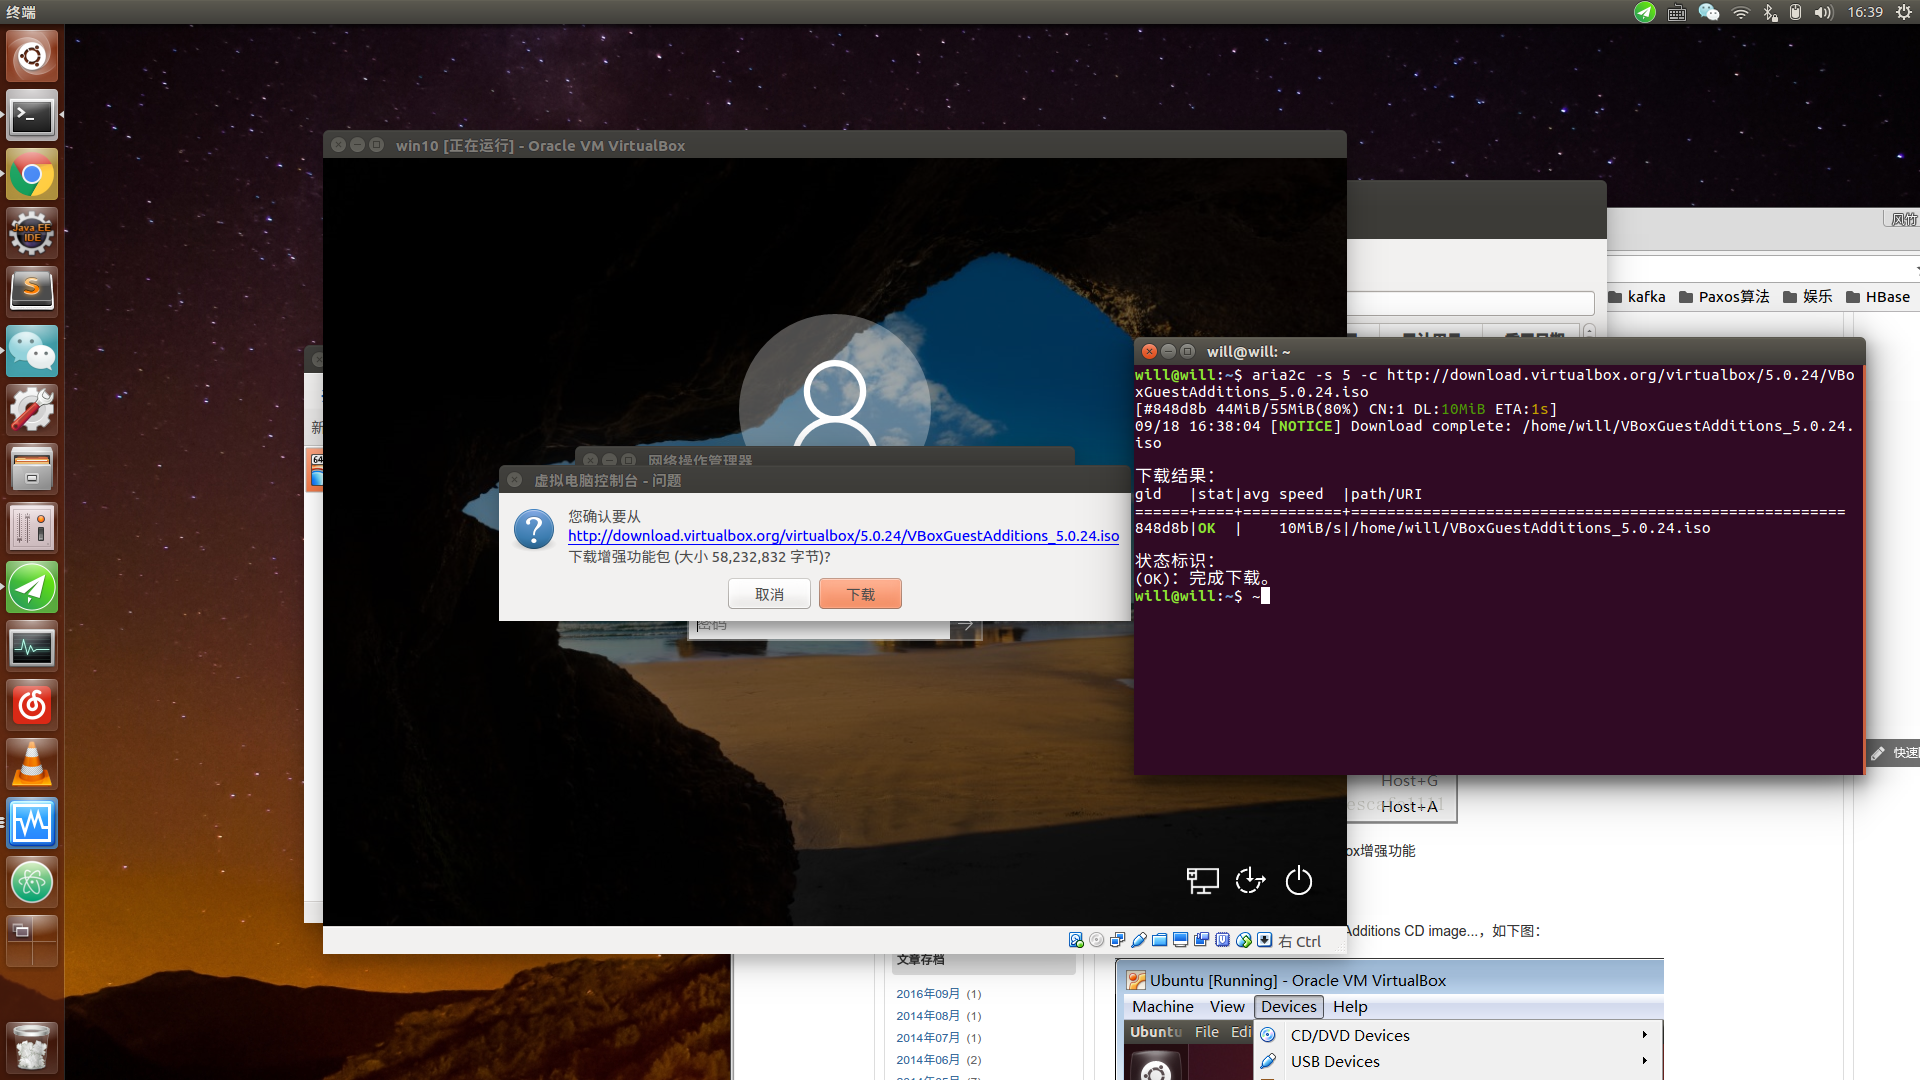 终端
16:39
Java EE
IDE
win10 [正在运行] - Oracle VM VirtualBox
风竹
kafka
Paxos算法
娱乐
HBase
新
64
网络操作管理器
虚拟电脑控制台 - 问题
您确认要从
http://download.virtualbox.org/virtualbox/5.0.24/VBoxGuestAdditions_5.0.24.iso
下载增强功能包 (大小 58,232,832 字节)?
取消
下载
密码
will@will: ~
will@will:~$ aria2c -s 5 -c http://download.virtualbox.org/virtualbox/5.0.24/VBo
xGuestAdditions_5.0.24.iso
[#848d8b 44MiB/55MiB(80%) CN:1 DL:10MiB ETA:1s]
09/18 16:38:04 [NOTICE] Download complete: /home/will/VBoxGuestAdditions_5.0.24.
iso
下载结果:
gid   |stat|avg speed  |path/URI
======+====+===========+=======================================================
848d8b|OK  |    10MiB/s|/home/will/VBoxGuestAdditions_5.0.24.iso
状态标识:
(OK): 完成下载。
will@will:~$ ~
快速
Host+G
Host+A
ox增强功能
Additions CD image...，如下图：
右 Ctrl
文章存档
2016年09月 (1)
2014年08月 (1)
2014年07月 (1)
2014年06月 (2)
Ubuntu [Running] - Oracle VM VirtualBox
Machine View Devices Help
Ubuntu File Edi
CD/DVD Devices
USB Devices